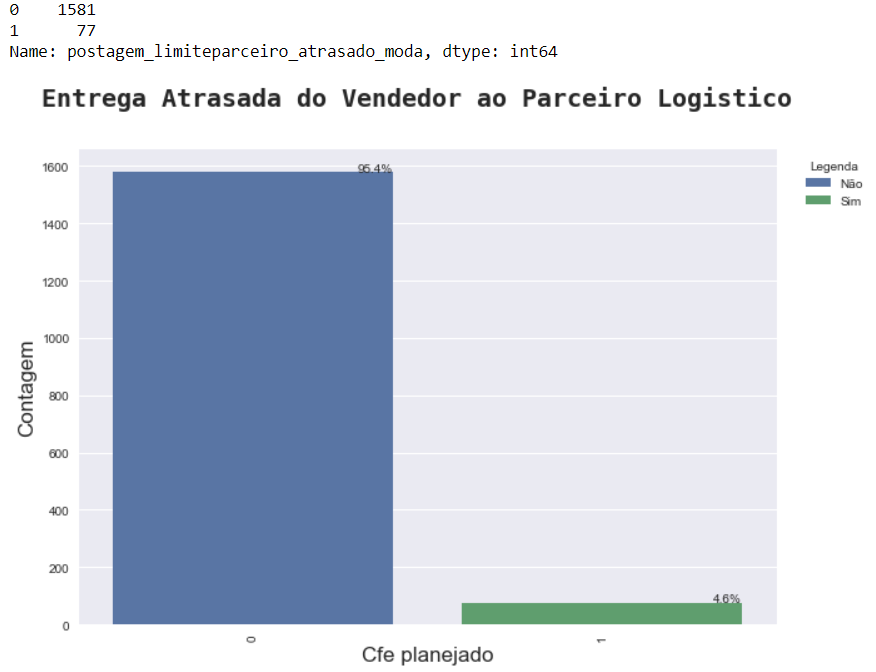 0    1581
1      77
Name: postagem_limiteparceiro_atrasado_moda, dtype: int64
Entrega Atrasada do Vendedor ao Parceiro Logistico
Legenda
Não
Sim
95.4%
4.6%
Contagem
1600
1400
1200
1000
800
600
400
200
0
0
1
Cfe planejado